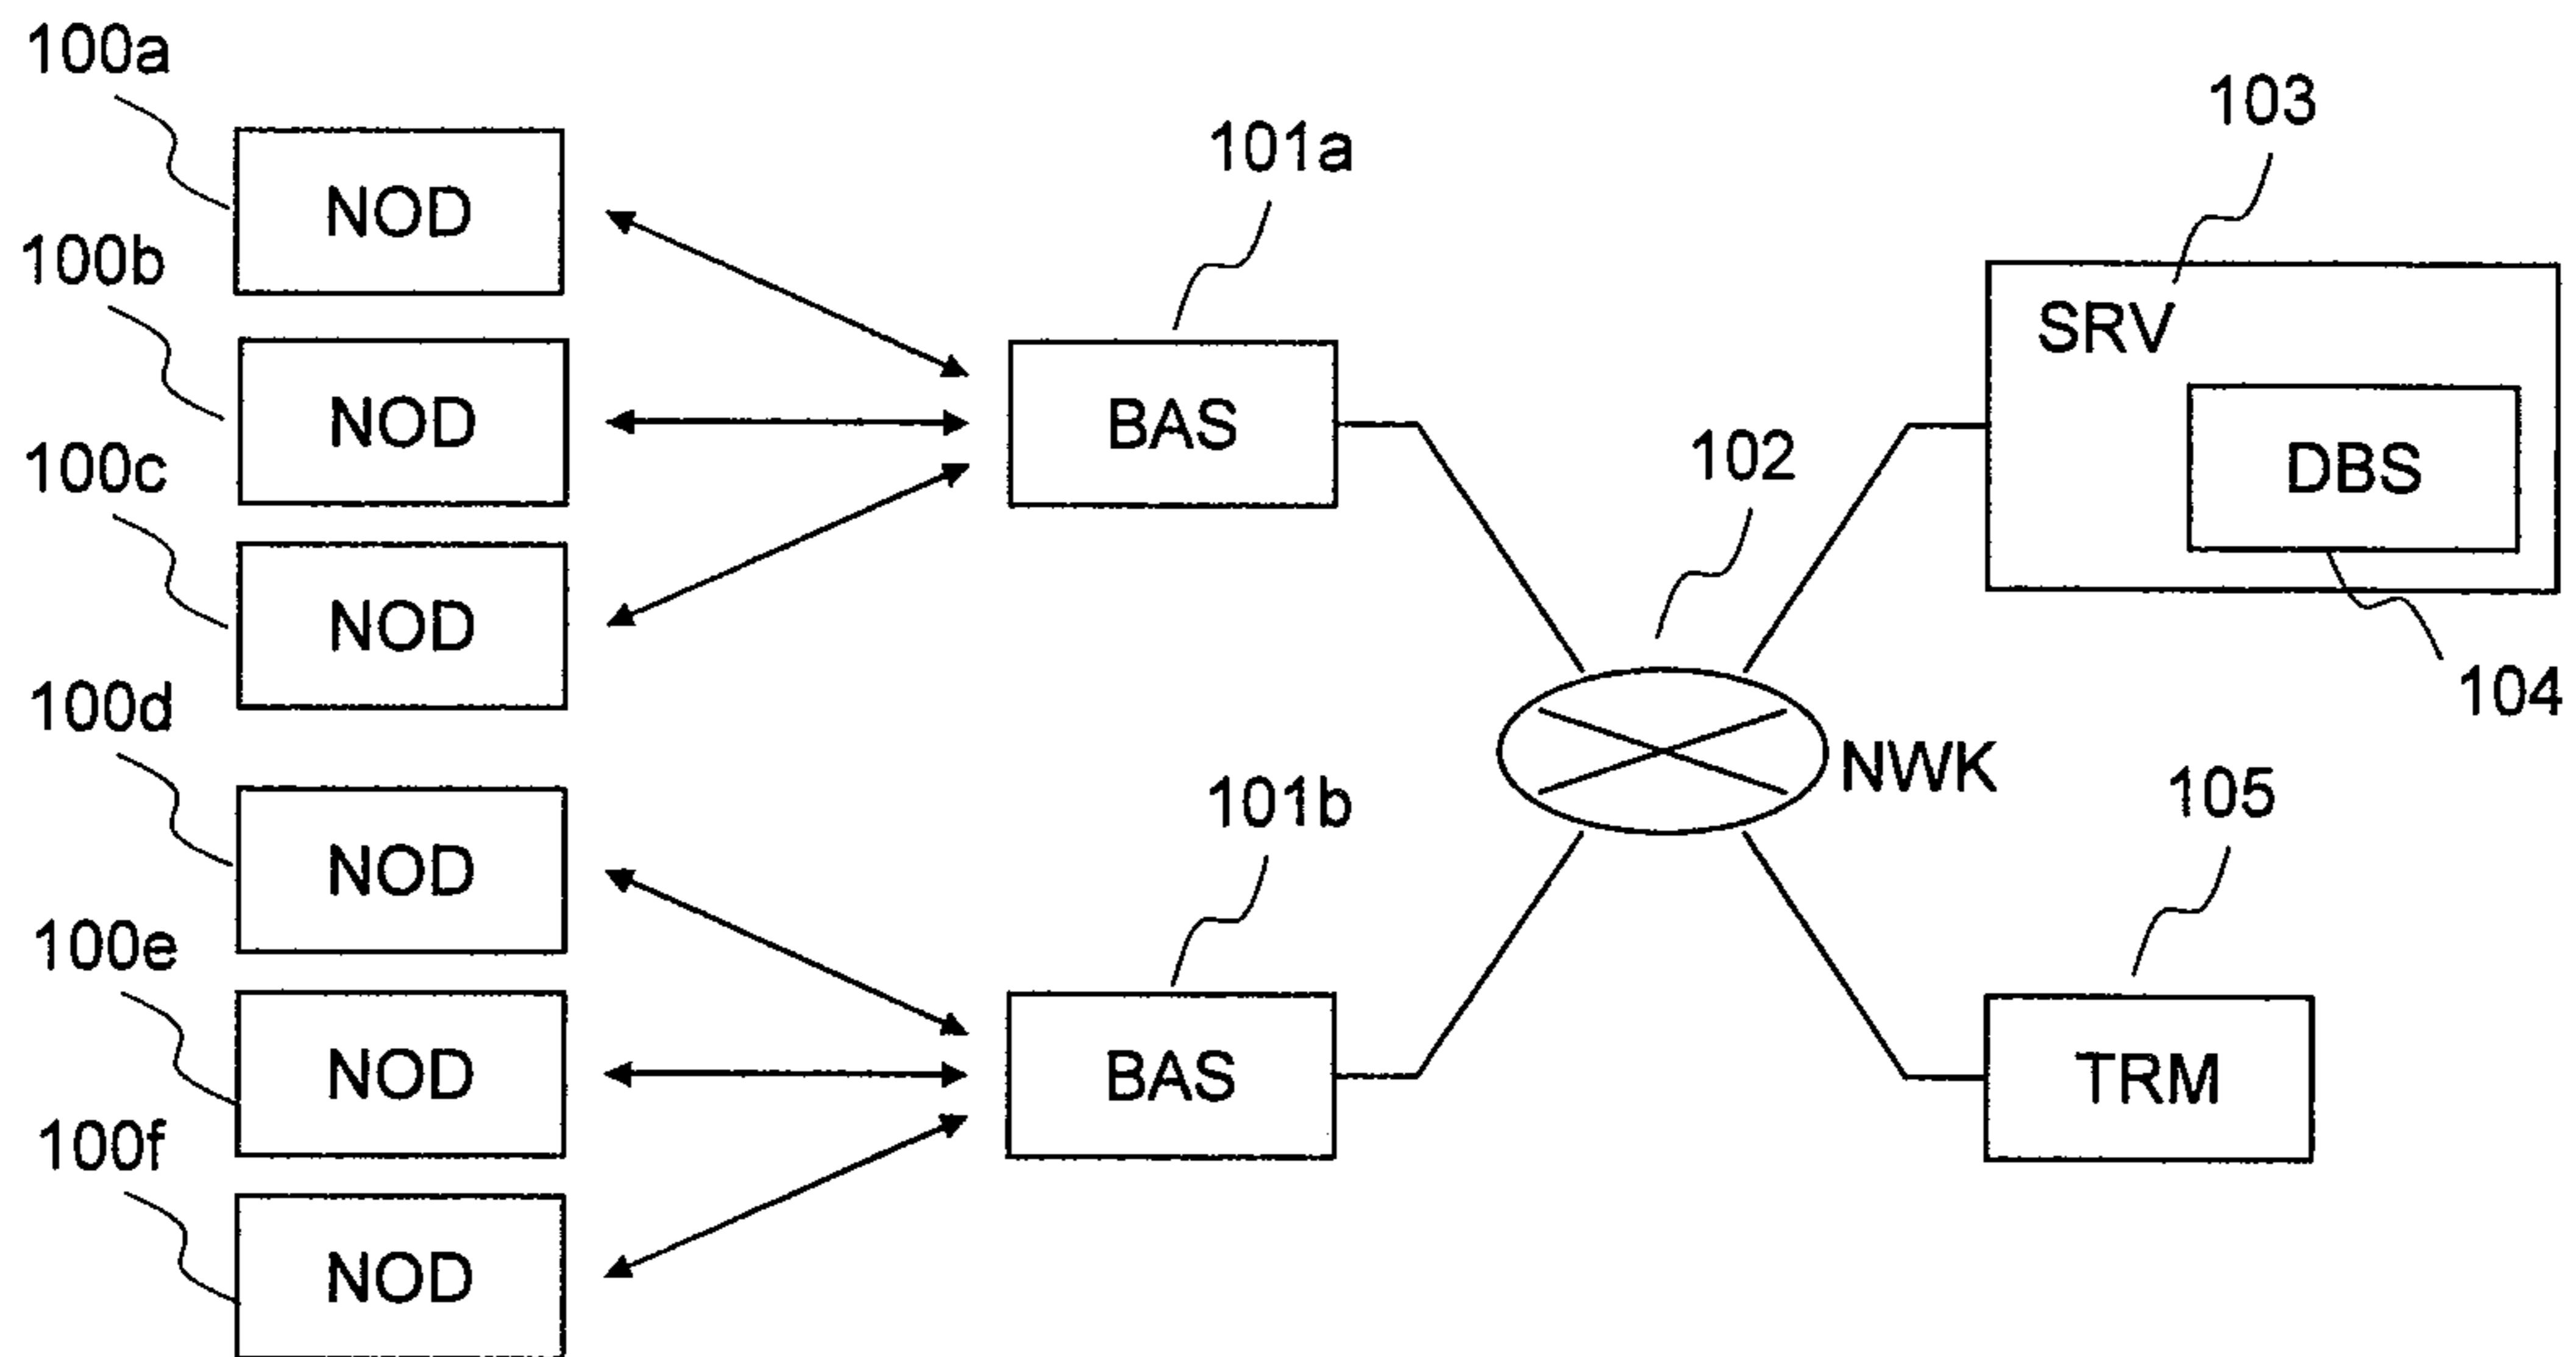 100a
NOD
100b
NOD
100c
NOD
100d
NOD
100e
NOD
100f
NOD
101a
BAS
101b
BAS
102
NWK
103
SRV
DBS
104
105
TRM